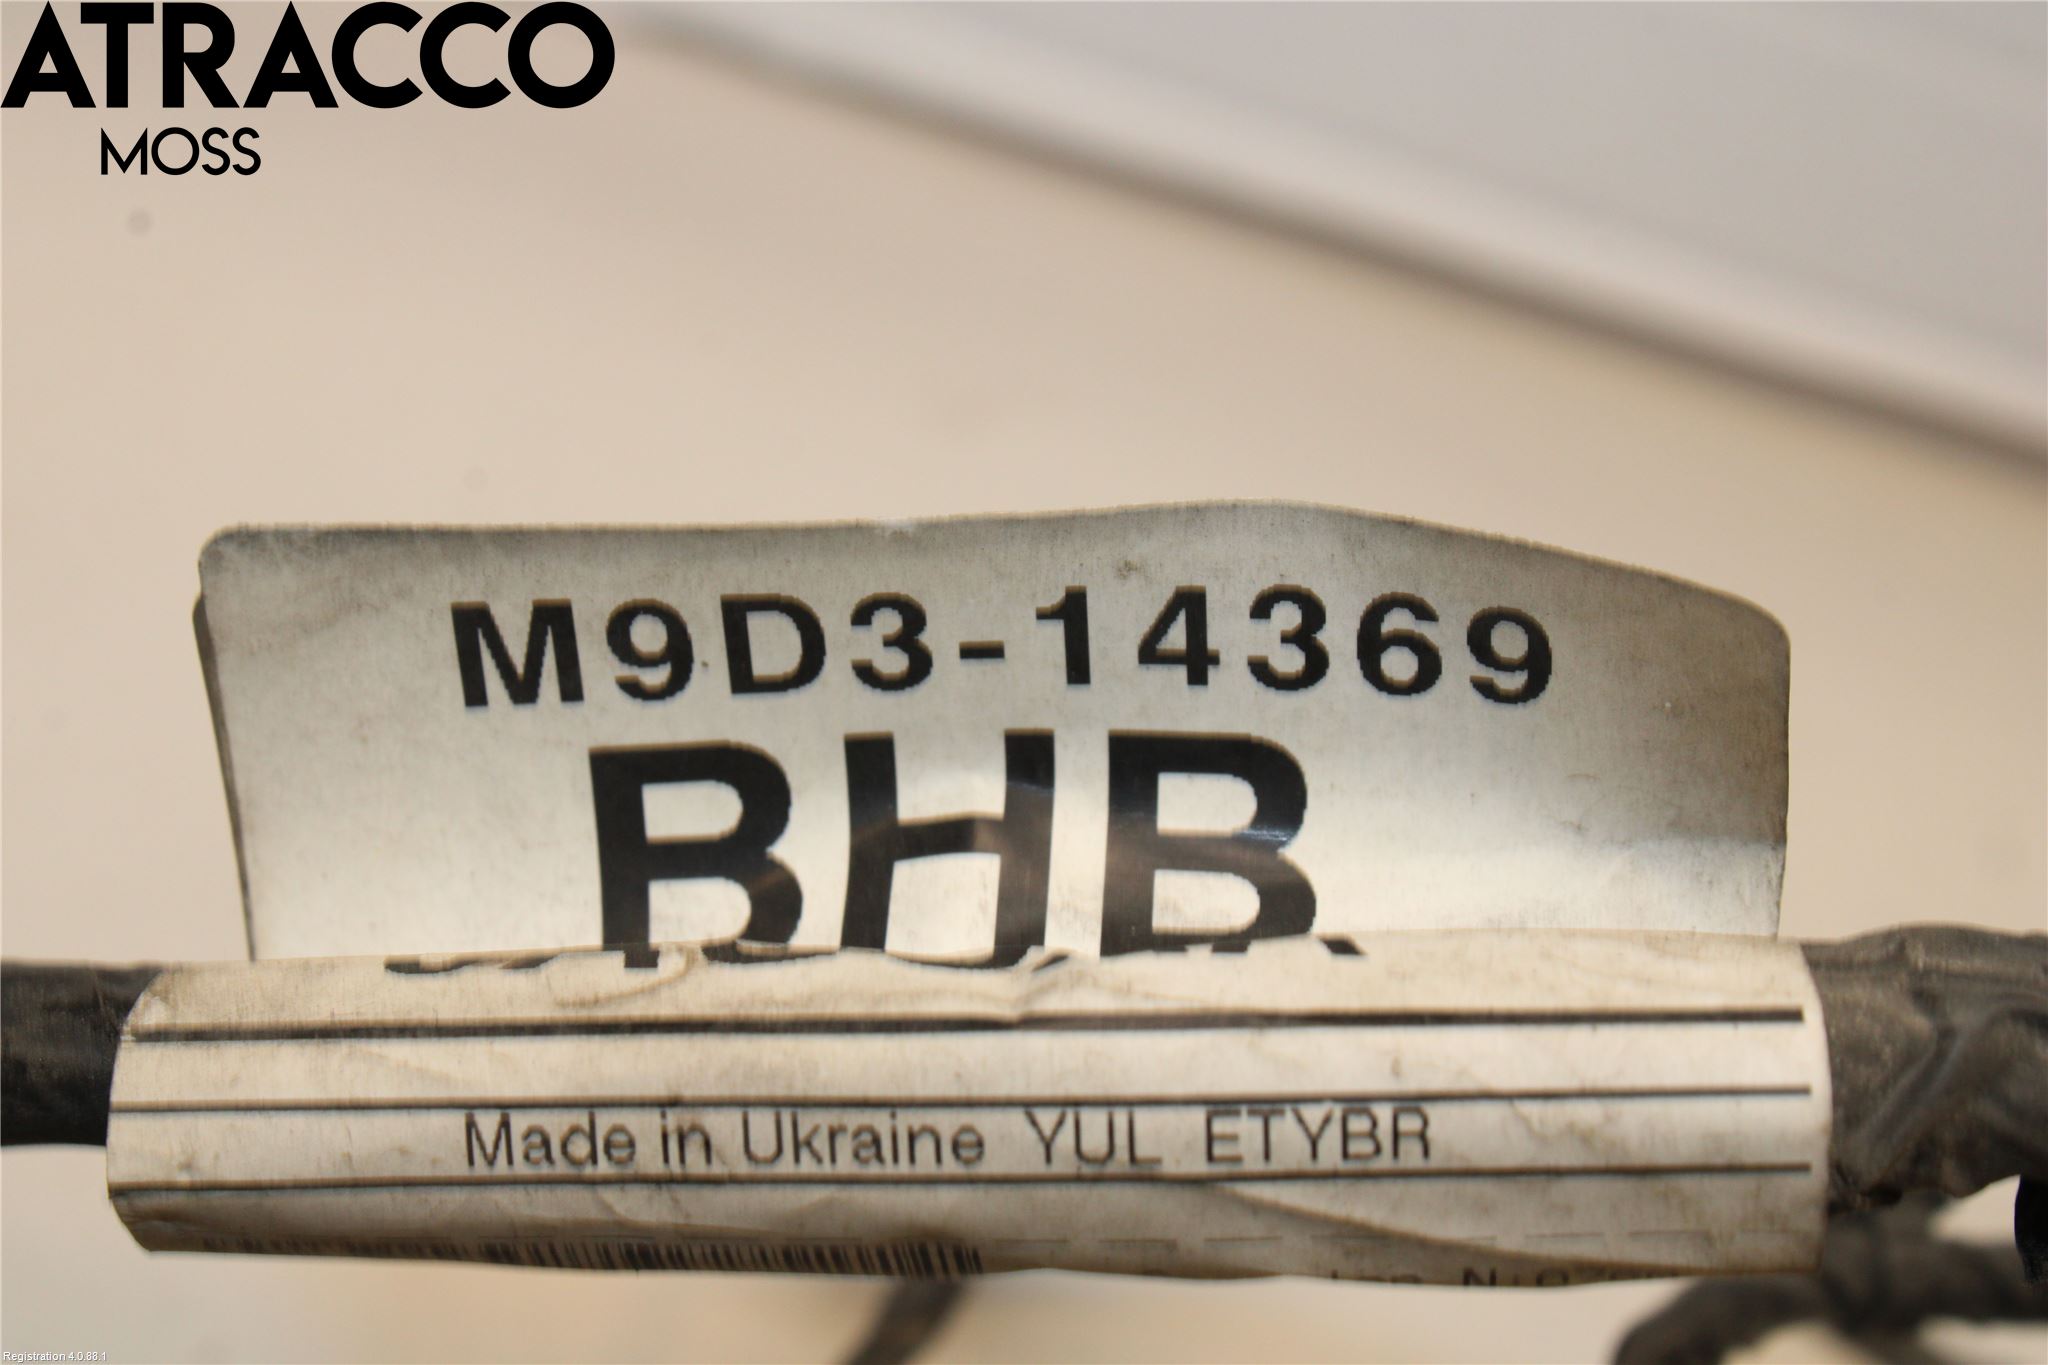 ATRACCO
MOSS
M9D3-14369
BHB
Made in Ukraine YUL ETYBR
Registration 4.0.88.1